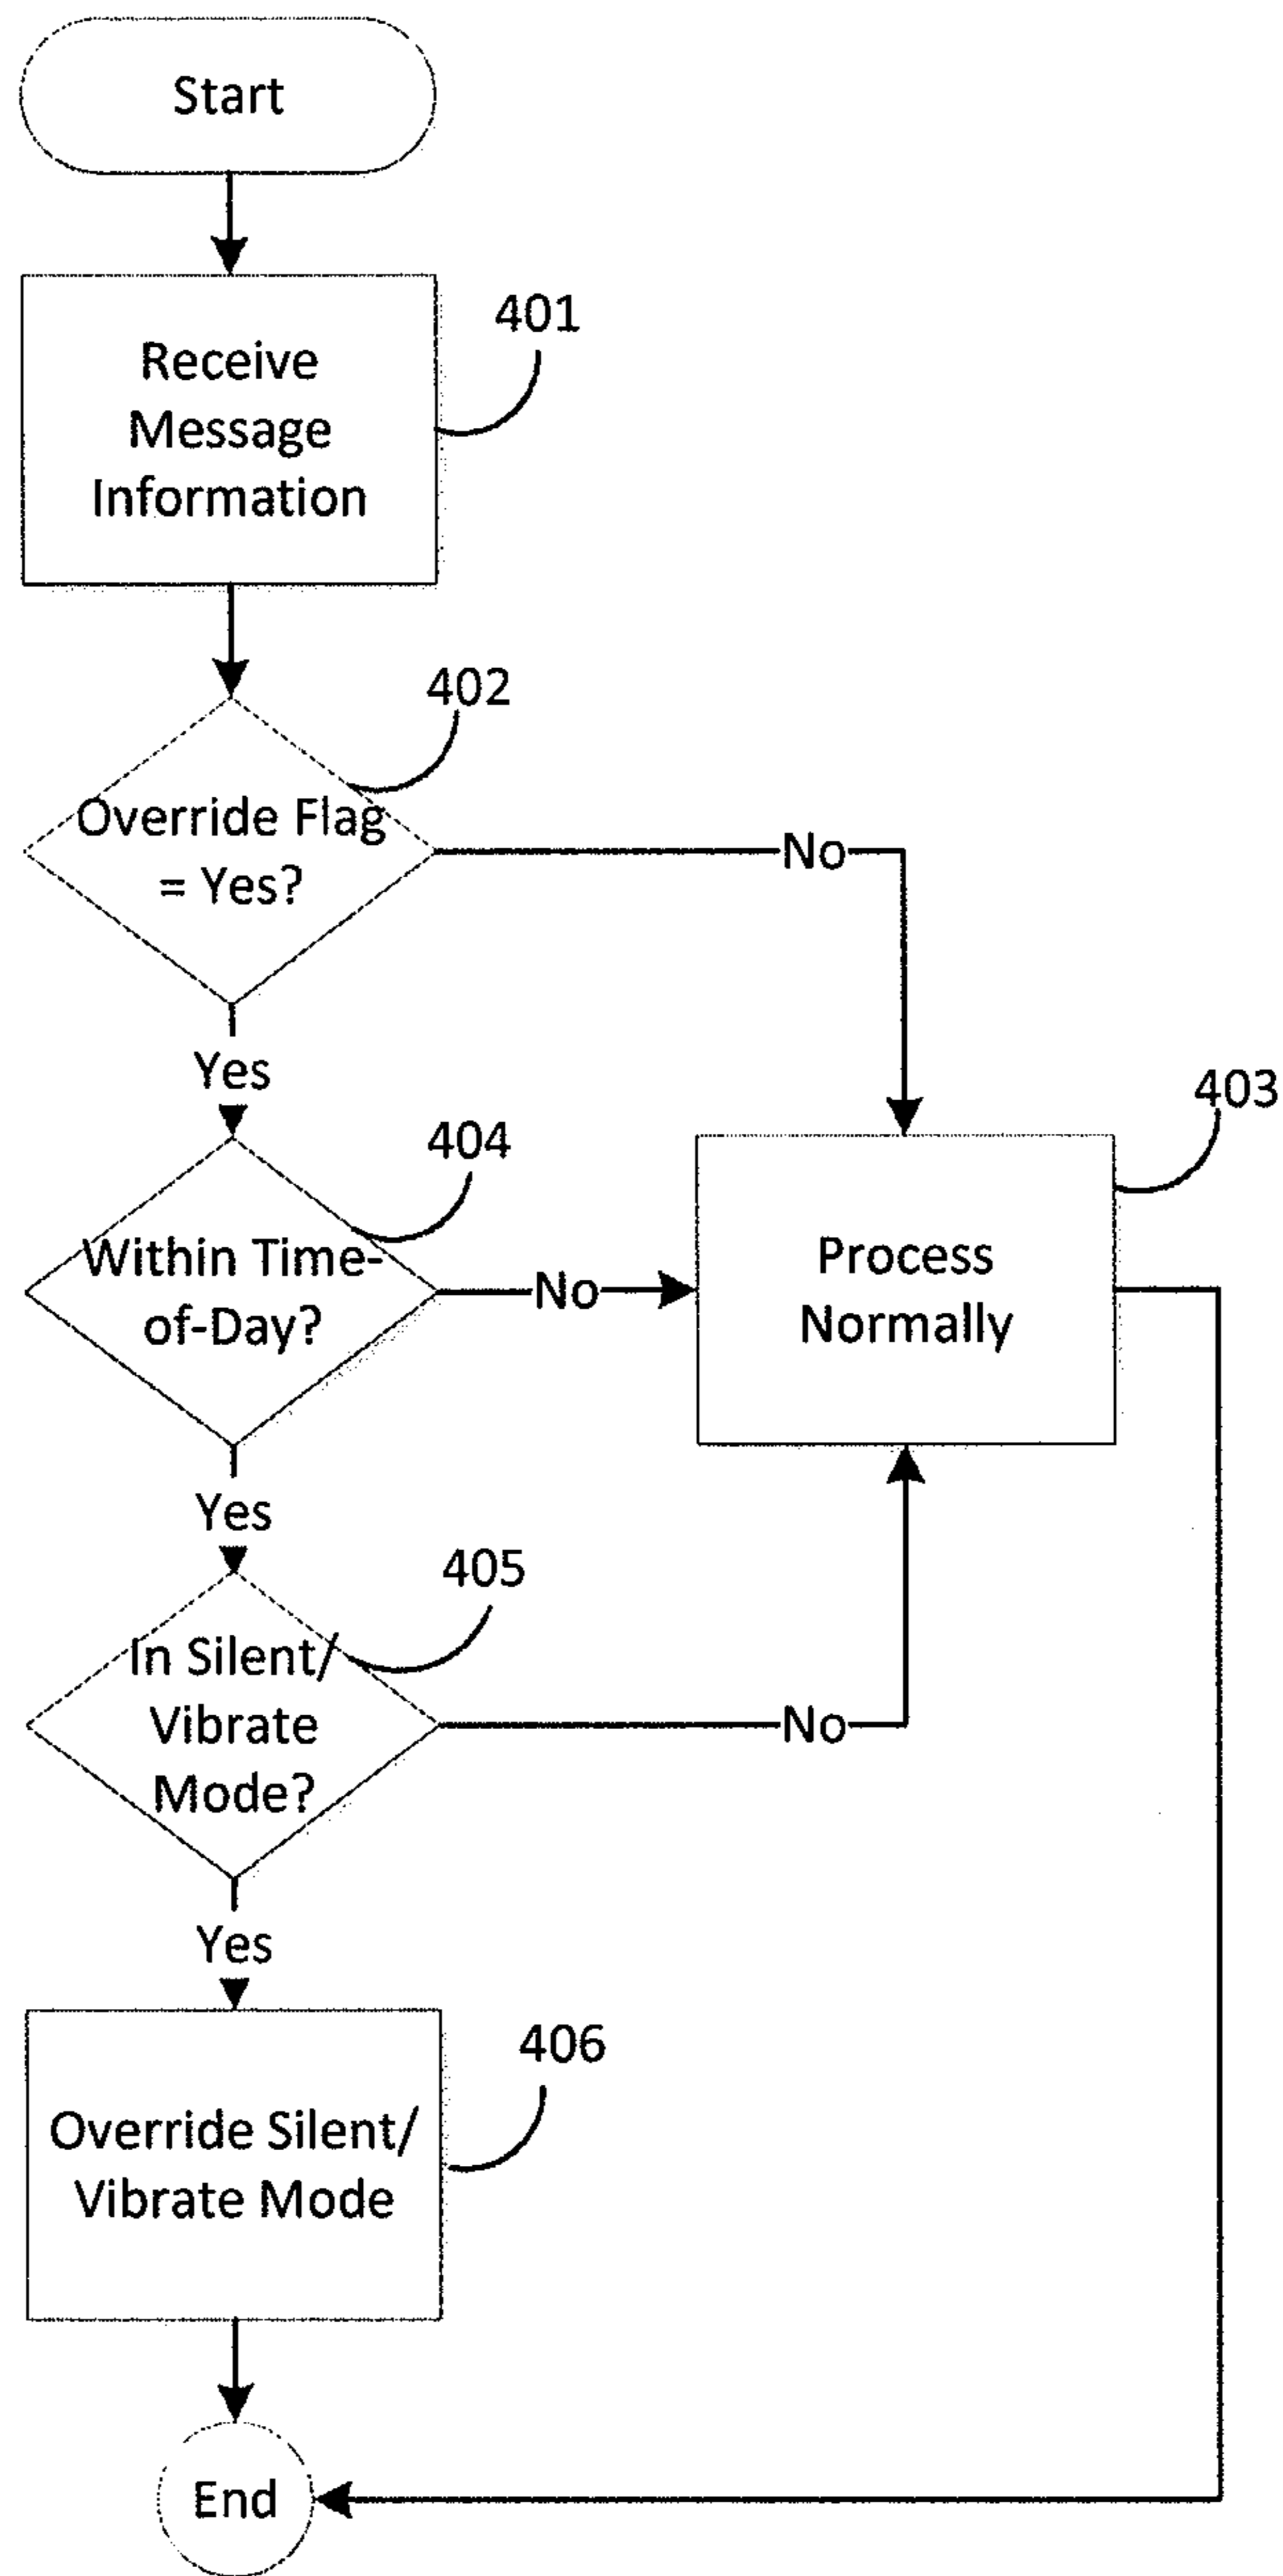 Start
401
Receive
Message
Information
402
Override Flag
= Yes?
No
Yes
403
404
Within Time-
of-Day?
No
Process
Normally
Yes
405
In Silent/
Vibrate
Mode?
No
Yes
406
Override Silent/
Vibrate Mode
End